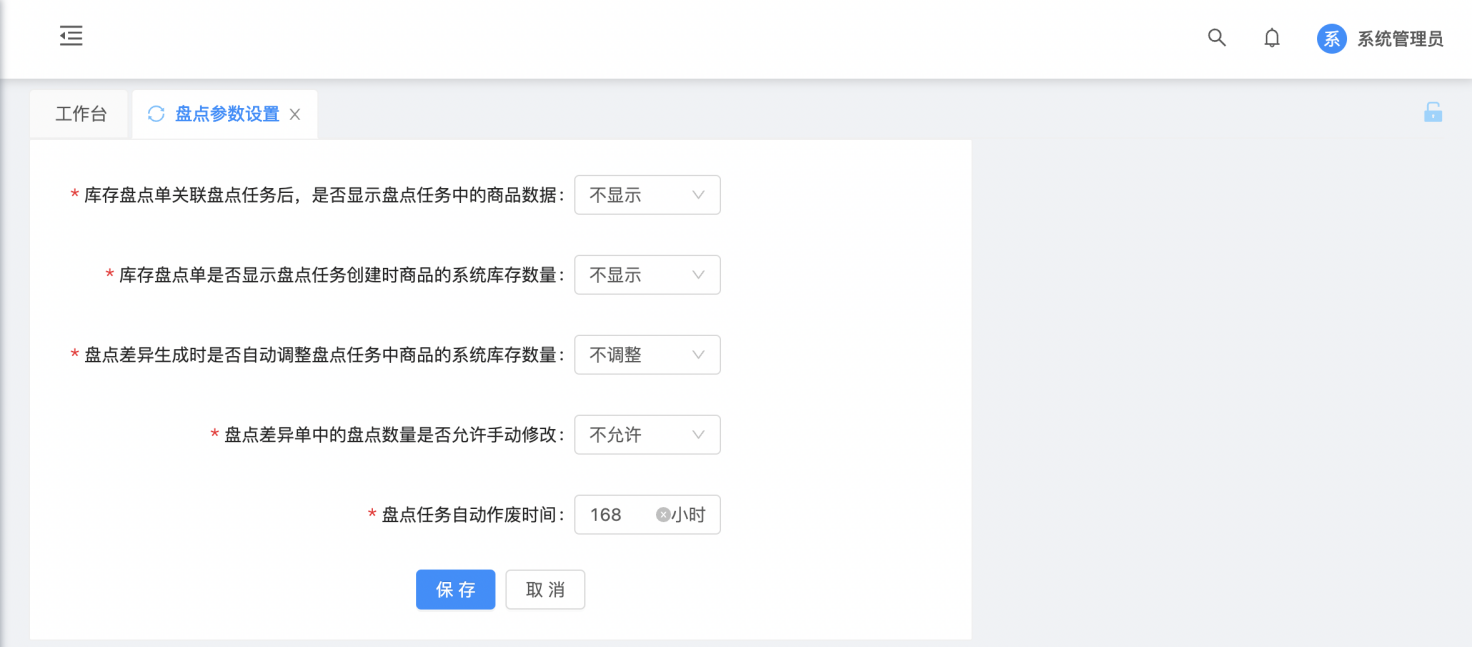 系 系统管理员
工作台 盘点参数设置
* 库存盘点单关联盘点任务后，是否显示盘点任务中的商品数据： 不显示
* 库存盘点单是否显示盘点任务创建时商品的系统库存数量： 不显示
* 盘点差异生成时是否自动调整盘点任务中商品的系统库存数量： 不调整
* 盘点差异单中的盘点数量是否允许手动修改： 不允许
* 盘点任务自动作废时间： 168 小时
保存 取消